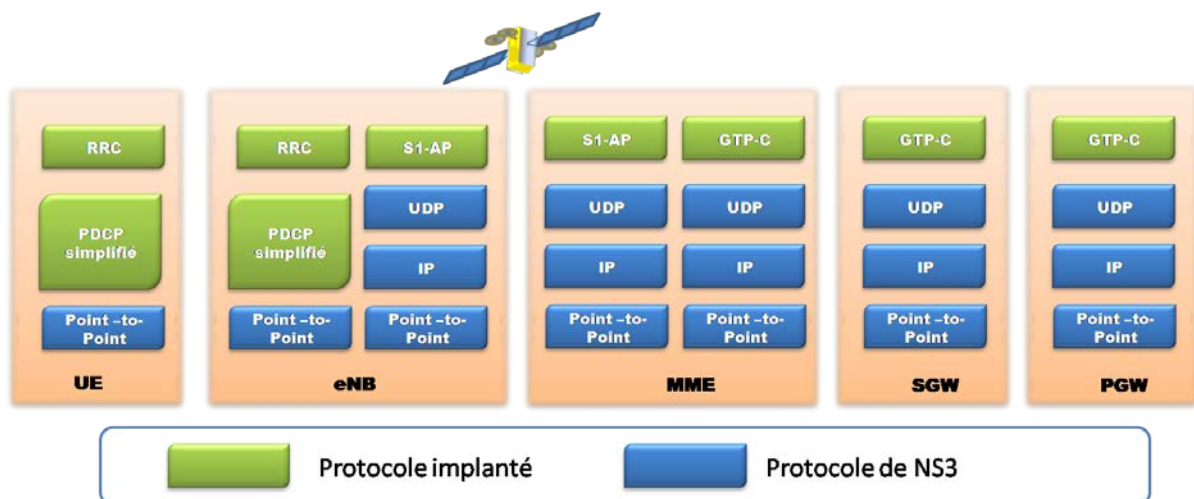 RRC
PDCP
simplifié
Point –to-
Point
UE
RRC
S1-AP
PDCP
simplifié
UDP
IP
Point –to-
Point
Point –to-
Point
eNB
S1-AP
GTP-C
UDP
UDP
IP
IP
Point –to-
Point
Point –to-
Point
MME
GTP-C
UDP
IP
Point –to-
Point
SGW
GTP-C
UDP
IP
Point –to-
Point
PGW
Protocole implanté
Protocole de NS3